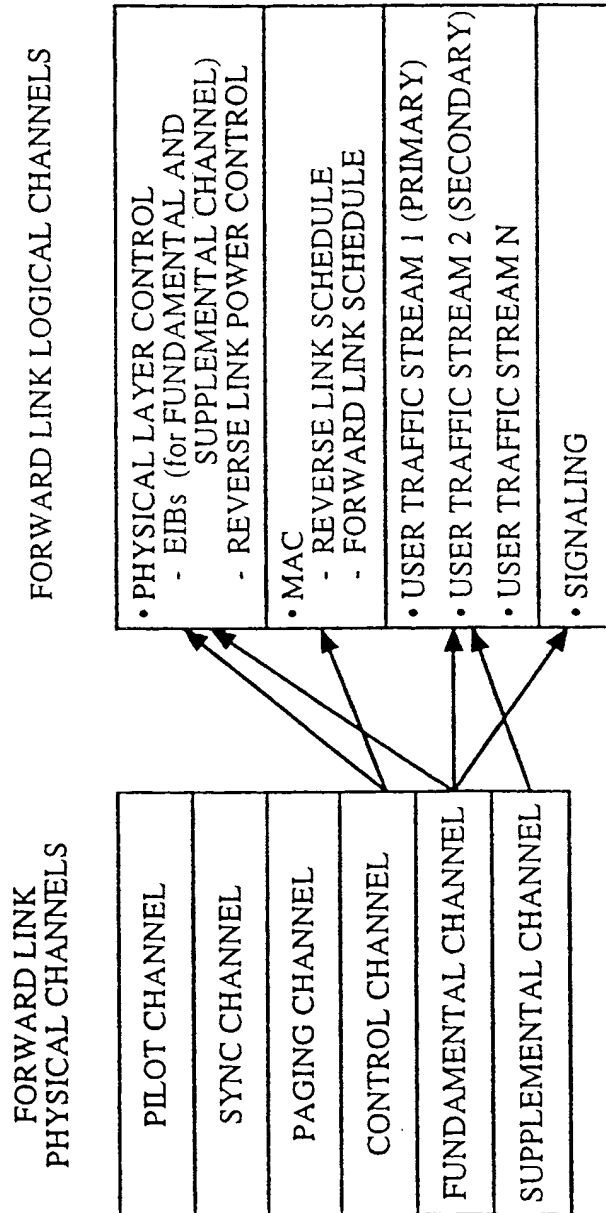 FORWARD LINK
PHYSICAL CHANNELS
PILOT CHANNEL
SYNC CHANNEL
PAGING CHANNEL
CONTROL CHANNEL
FUNDAMENTAL CHANNEL
SUPPLEMENTAL CHANNEL
FORWARD LINK LOGICAL CHANNELS
• PHYSICAL LAYER CONTROL
- EIBs (for FUNDAMENTAL AND
SUPPLEMENTAL CHANNEL)
- REVERSE LINK POWER CONTROL
• MAC
- REVERSE LINK SCHEDULE
- FORWARD LINK SCHEDULE
• USER TRAFFIC STREAM 1 (PRIMARY)
• USER TRAFFIC STREAM 2 (SECONDARY)
• USER TRAFFIC STREAM N
• SIGNALING